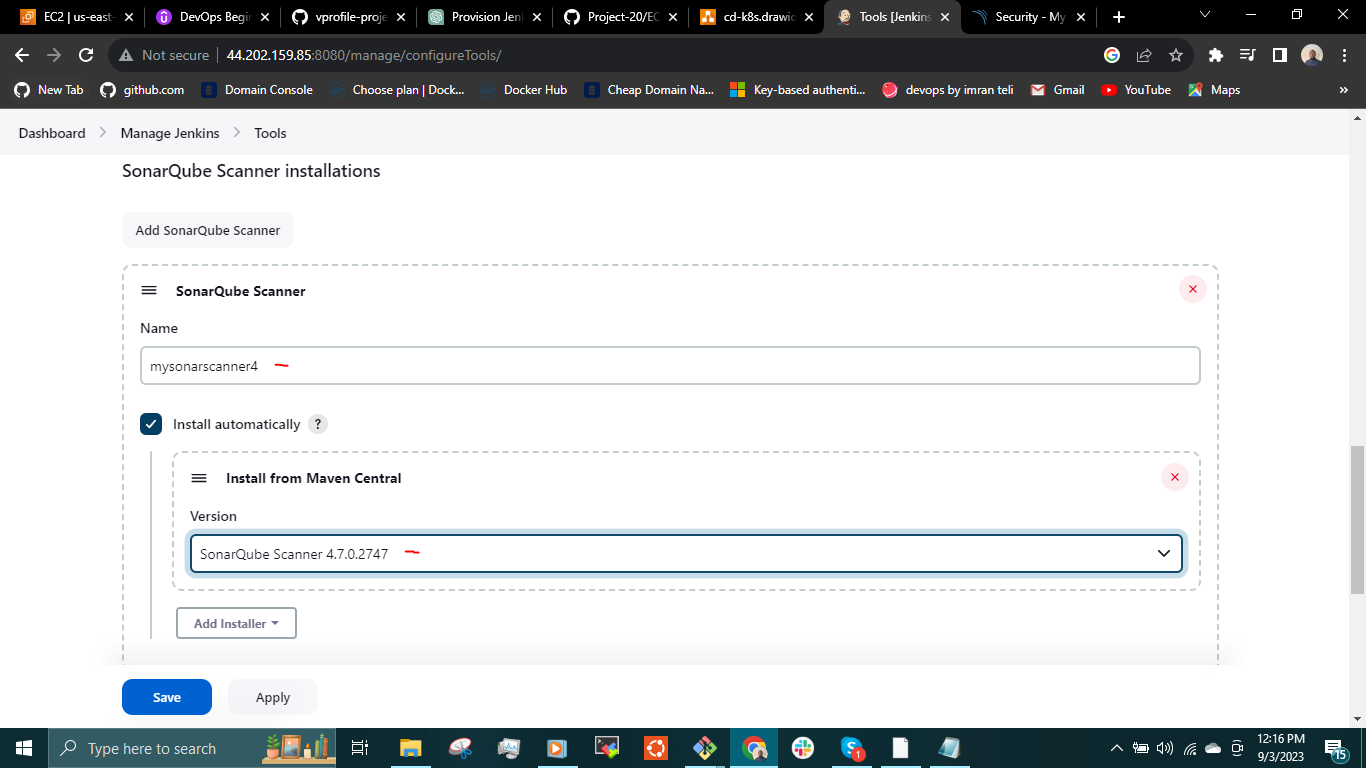 EC2 | us-east-
DevOps Begin
vprofile-proje
Provision Jen
Project-20/EC
cd-k8s.drawic
Tools [Jenkins
Security - My
Not secure
44.202.159.85:8080/manage/configureTools/
New Tab
github.com
Domain Console
Choose plan | Dock...
Docker Hub
Cheap Domain Na...
Key-based authenti...
devops by imran teli
Gmail
YouTube
Maps
»
Dashboard > Manage Jenkins > Tools
SonarQube Scanner installations
Add SonarQube Scanner
SonarQube Scanner
Name
mysonarscanner4
Install automatically ?
Install from Maven Central
Version
SonarQube Scanner 4.7.0.2747
Add Installer
Save
Apply
Type here to search
1
12:16 PM
9/3/2023
15